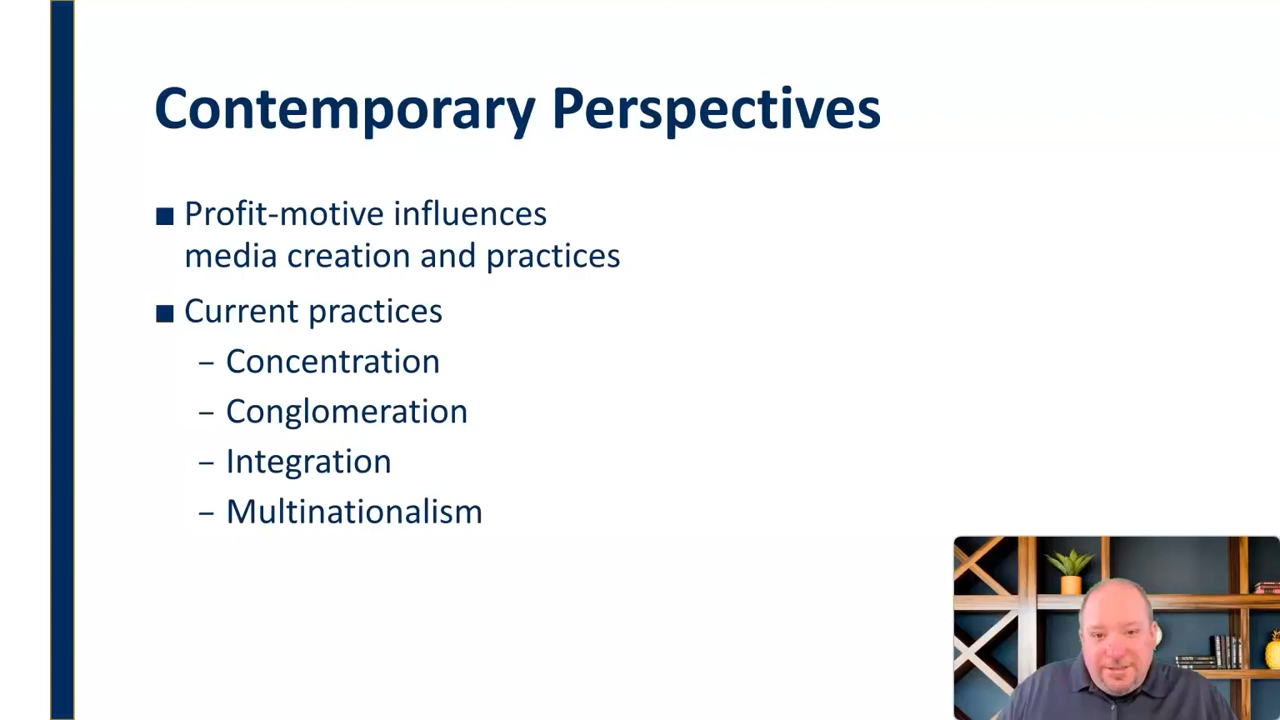 Contemporary Perspectives
■ Profit-motive influences
media creation and practices
■ Current practices
– Concentration
– Conglomeration
– Integration
– Multinationalism